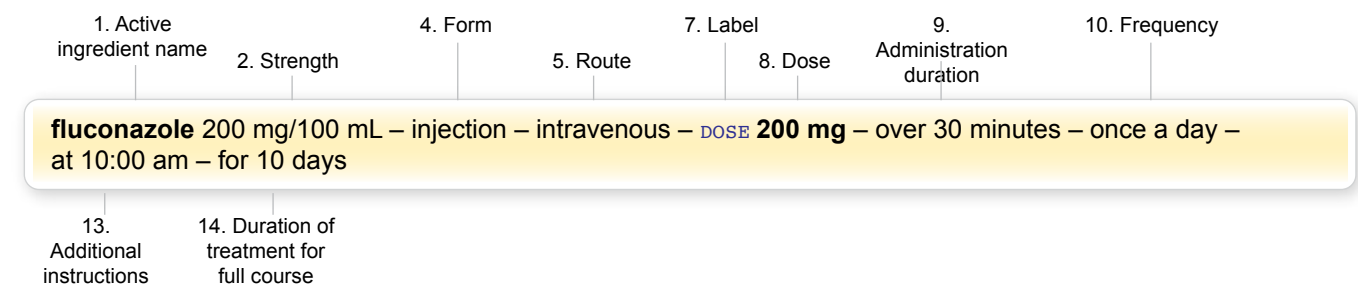 1. Active
ingredient name
2. Strength
4. Form
5. Route
7. Label
8. Dose
9.
Administration
duration
10. Frequency
fluconazole 200 mg/100 mL – injection – intravenous – DOSE 200 mg – over 30 minutes – once a day –
at 10:00 am – for 10 days
13.
Additional
instructions
14. Duration of
treatment for
full course